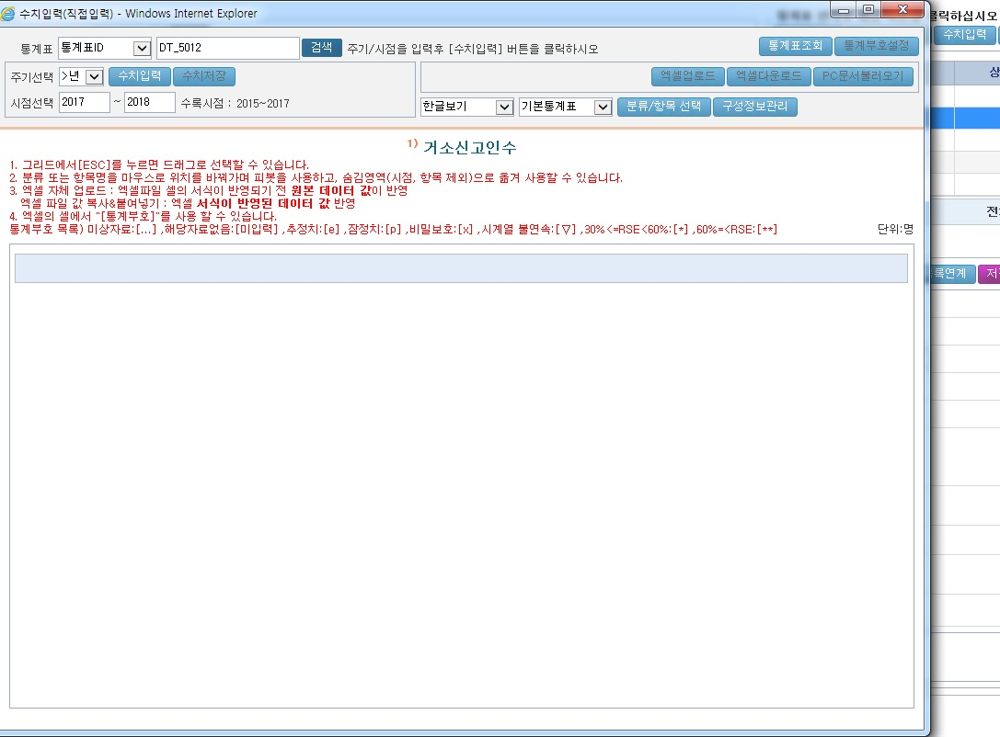 수치입력(직접입력) - Windows Internet Explorer
클릭하십시오
통계표 통계표ID DT_5012 검색 주기/시점을 입력후 [수치입력] 버튼을 클릭하시오 통계표조회 통계부호설정
수치입력
주기선택 >년 수치입력 수치저장 엑셀업로드 엑셀다운로드 PC문서불러오기
상
시점선택 2017 ~ 2018 수록시점 : 2015~2017 한글보기 기본통계표 분류/항목 선택 구성정보관리
1) 거소신고인수
1. 그리드에서[ESC]를 누르면 드래그로 선택할 수 있습니다.
2. 분류 또는 항목명을 마우스로 위치를 바꿔가며 피봇을 사용하고, 숨김영역(시점, 항목 제외)으로 옮겨 사용할 수 있습니다.
3. 엑셀 자체 업로드 : 엑셀파일 셀의 서식이 반영되기 전 원본 데이터 값이 반영
엑셀 파일 값 복사&붙여넣기 : 엑셀 서식이 반영된 데이터 값 반영
4. 엑셀의 셀에서 "[통계부호]"를 사용 할 수 있습니다.
통계부호 목록) 미상자료:[...] ,해당자료없음:[미입력] ,추정치:[e] ,잠정치:[p] ,비밀보호:[x] ,시계열 불연속:[▽] ,30%<=RSE<60%:[*] ,60%=<RSE:[**] 단위:명
전
록연계 저